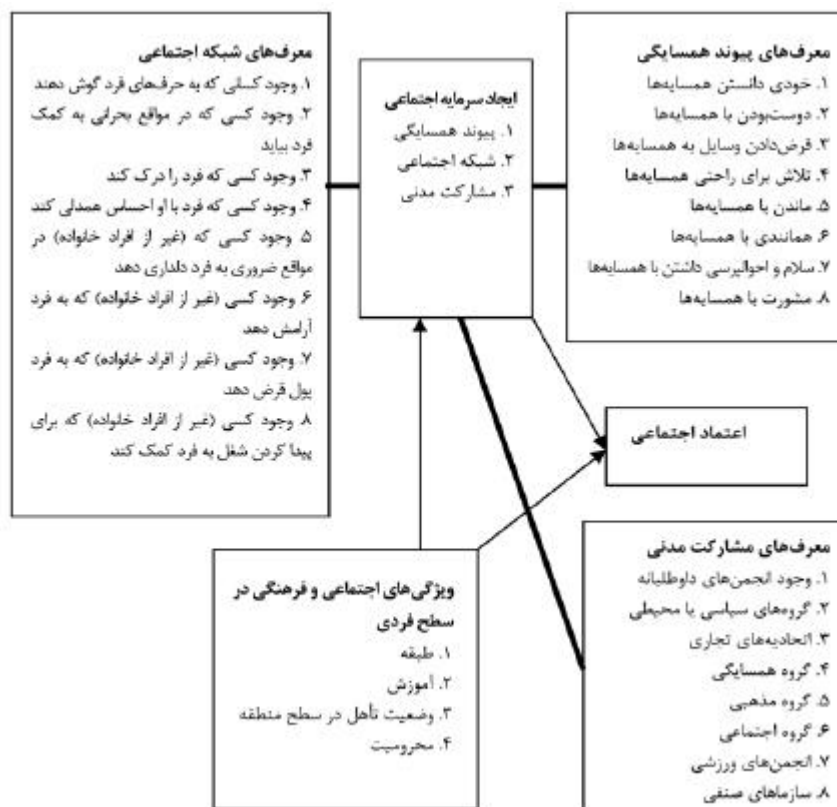 معرف‌های پیوند همسایگی
۱. خودی دانستن همسایه‌ها
۲. دوست‌بودن با همسایه‌ها
۳. قرض‌دادن وسایل به همسایه‌ها
۴. تلاش برای راحتی همسایه‌ها
۵. ماندن با همسایه‌ها
۶. همانندی با همسایه‌ها
۷. سلام و احوالپرسی داشتن با همسایه‌ها
۸. مشورت با همسایه‌ها
ایجاد سرمایه اجتماعی
۱. پیوند همسایگی
۲. شبکه اجتماعی
۳. مشارکت مدنی
معرف‌های شبکه اجتماعی
۱. وجود کسانی که به حرف‌های فرد گوش دهند
۲. وجود کسی که در مواقع بحرانی به کمک
فرد بیاید
۳. وجود کسی که فرد را درک کند
۴. وجود کسی که فرد با او احساس همدلی کند
۵. وجود کسی که (غیر از افراد خانواده) در
مواقع ضروری به فرد دلداری دهد
۶. وجود کسی (غیر از افراد خانواده) که به فرد
آرامش دهد
۷. وجود کسی (غیر از افراد خانواده) که به فرد
پول قرض دهد
۸. وجود کسی (غیر از افراد خانواده) که برای
پیدا کردن شغل به فرد کمک کند.
اعتماد اجتماعی
معرف‌های مشارکت مدنی
۱. وجود انجمن‌های داوطلبانه
۲. گروه‌های سیاسی یا محیطی
۳. اتحادیه‌های تجاری
۴. گروه همسایگی
۵. گروه مذهبی
۶. گروه اجتماعی
۷. انجمن‌های ورزشی
۸. سازماهای صنفی
ویژگی‌های اجتماعی و فرهنگی در
سطح فردی
۱. طبقه
۲. آموزش
۳. وضعیت تأهل در سطح منطقه
۴. محرومیت